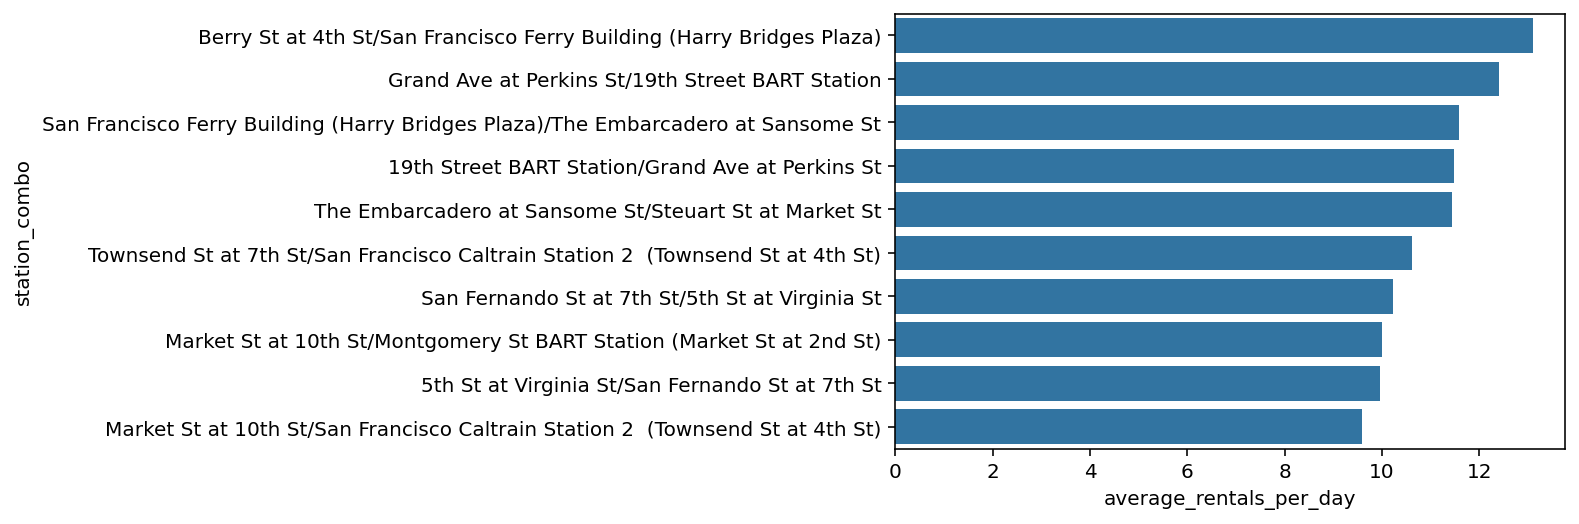 Berry St at 4th St/San Francisco Ferry Building (Harry Bridges Plaza)
Grand Ave at Perkins St/19th Street BART Station
San Francisco Ferry Building (Harry Bridges Plaza)/The Embarcadero at Sansome St
19th Street BART Station/Grand Ave at Perkins St
The Embarcadero at Sansome St/Steuart St at Market St
Townsend St at 7th St/San Francisco Caltrain Station 2  (Townsend St at 4th St)
San Fernando St at 7th St/5th St at Virginia St
Market St at 10th St/Montgomery St BART Station (Market St at 2nd St)
5th St at Virginia St/San Fernando St at 7th St
Market St at 10th St/San Francisco Caltrain Station 2  (Townsend St at 4th St)
station_combo
0 2 4 6 8 10 12
average_rentals_per_day